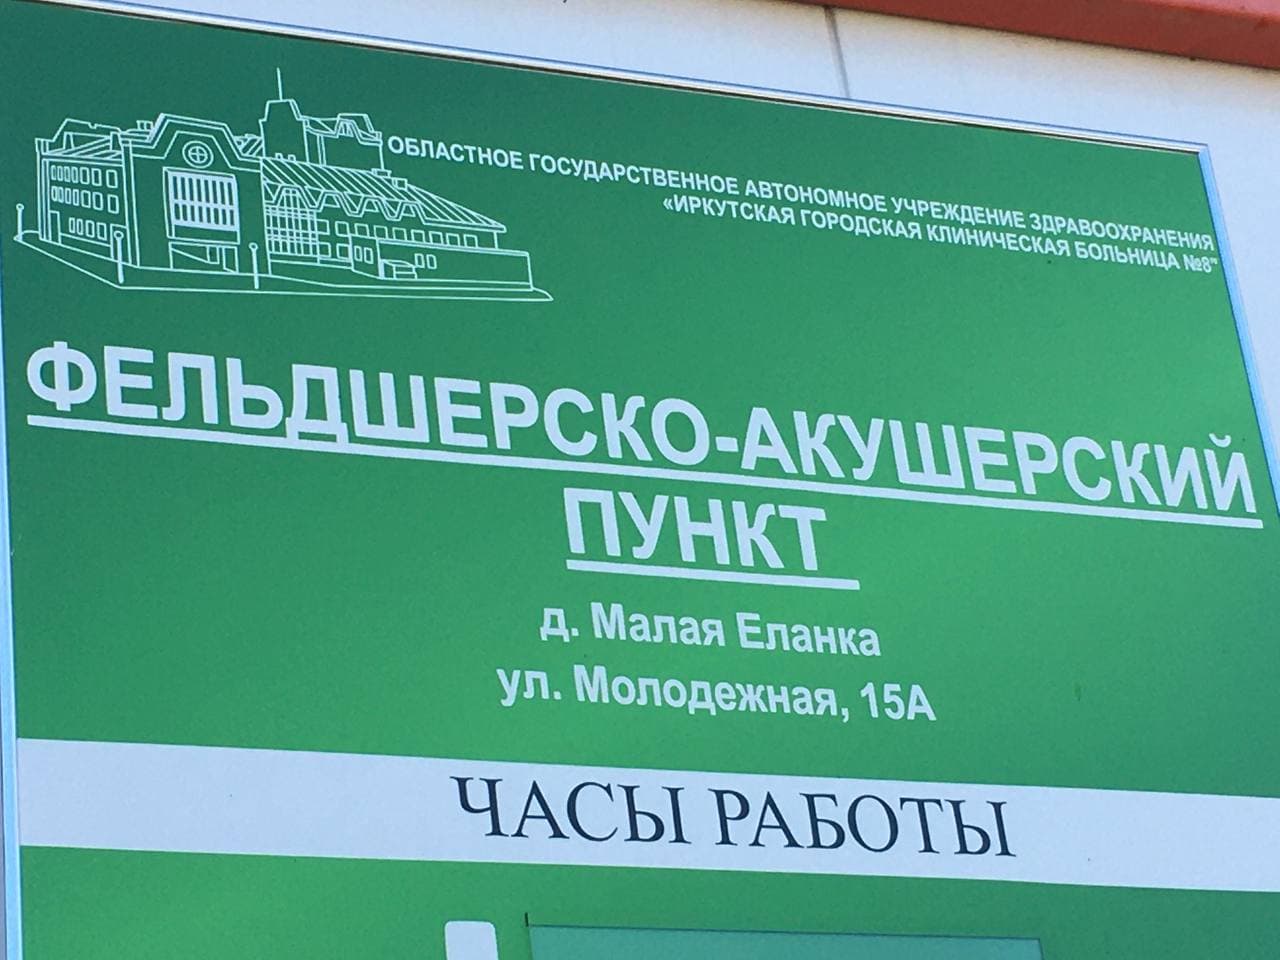 ОБЛАСТНОЕ ГОСУДАРСТВЕННОЕ АВТОНОМНОЕ УЧРЕЖДЕНИЕ ЗДРАВООХРАНЕНИЯ
«ИРКУТСКАЯ ГОРОДСКАЯ КЛИНИЧЕСКАЯ БОЛЬНИЦА №8"
ФЕЛЬДШЕРСКО-АКУШЕРСКИЙ
ПУНКТ
д. Малая Еланка
ул. Молодежная, 15А
ЧАСЫ РАБОТЫ